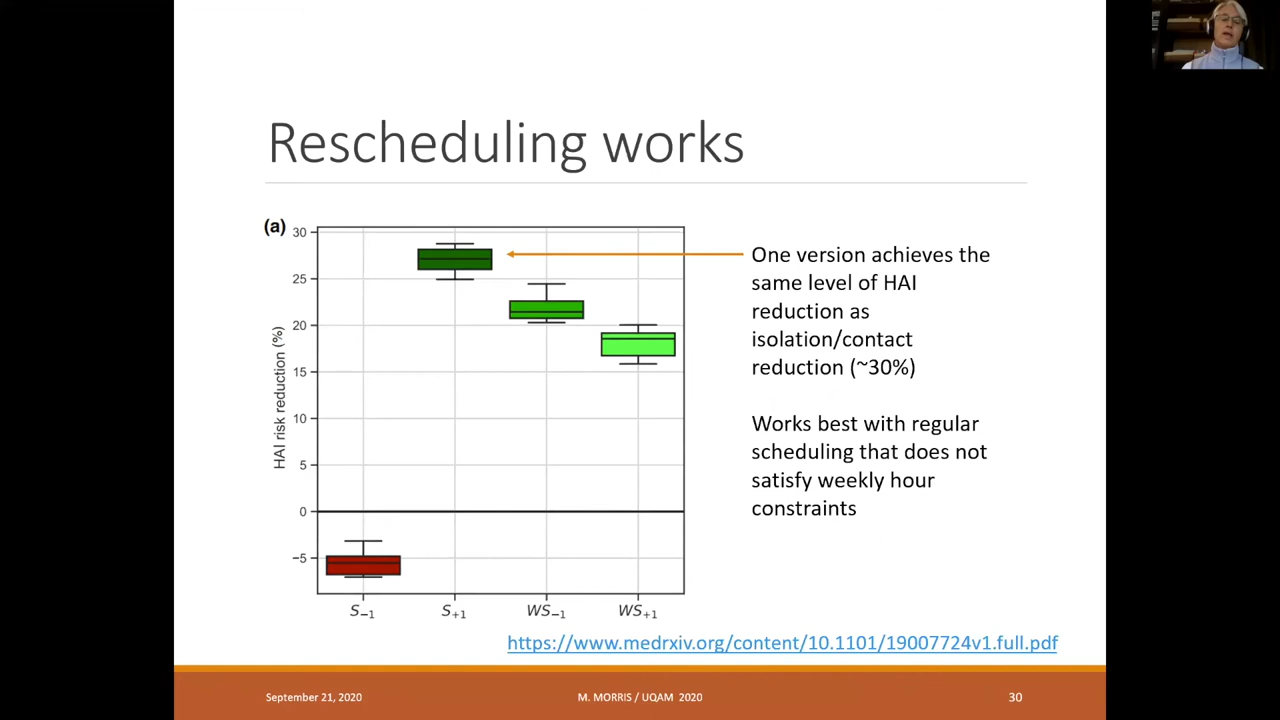 Rescheduling works
(a)
30
25
20
15
10
5
0
−5
HAI risk reduction (%)
S−1
S+1
WS−1
WS+1
One version achieves the
same level of HAI
reduction as
isolation/contact
reduction (~30%)
Works best with regular
scheduling that does not
satisfy weekly hour
constraints
https://www.medrxiv.org/content/10.1101/19007724v1.full.pdf
September 21, 2020
M. MORRIS / UQAM 2020
30